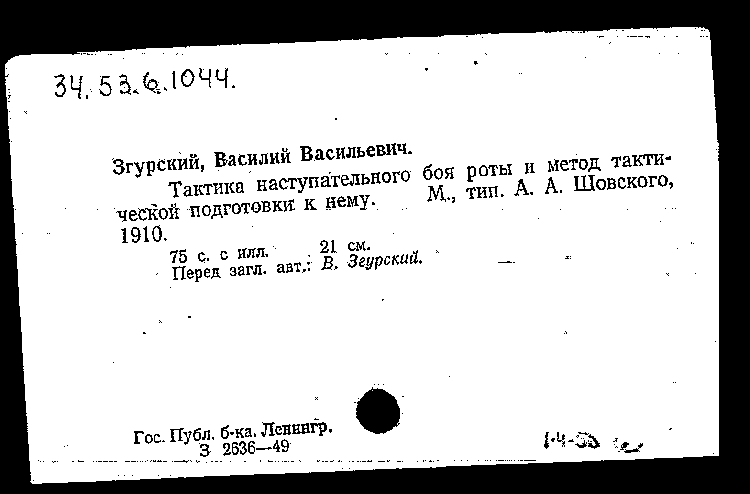 34.53.6.1044.
Згурский, Василий Васильевич.
Тактика наступательного боя роты и метод такти-
ческой подготовки к нему. М., тип. А. А. Шовского,
1910.
75 с. с илл. 21 см.
Перед загл. авт.: В. Згурский.
Гос. Публ. б-ка. Ленингр.
З 2636—49